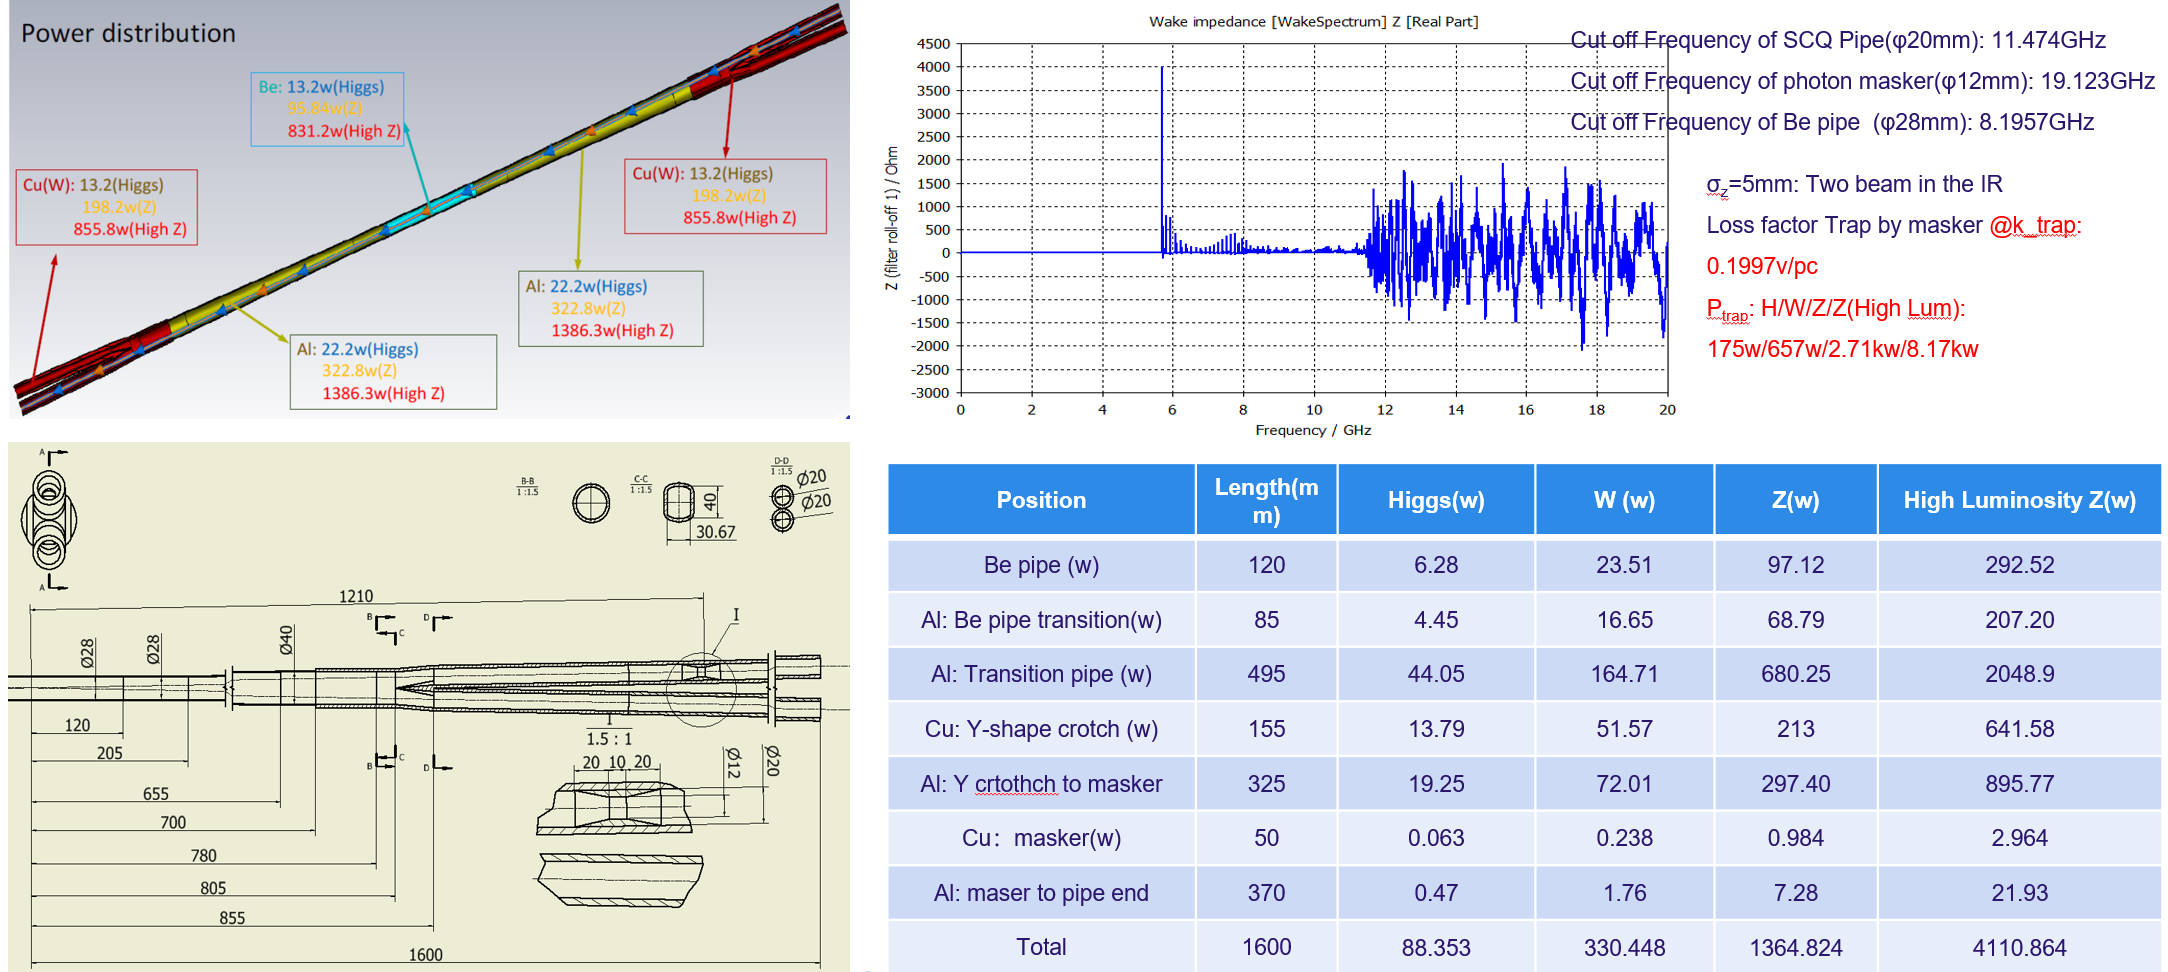 Power distribution
Be: 13.2w(Higgs)
95.84w(Z)
831.2w(High Z)
Cu(W): 13.2(Higgs)
198.2w(Z)
855.8w(High Z)
Cu(W): 13.2(Higgs)
198.2w(Z)
855.8w(High Z)
Al: 22.2w(Higgs)
322.8w(Z)
1386.3w(High Z)
Al: 22.2w(Higgs)
322.8w(Z)
1386.3w(High Z)
Wake impedance [WakeSpectrum] Z [Real Part]
Z (filter roll-off 1) / Ohm
4500
4000
3500
3000
2500
2000
1500
1000
500
0
-500
-1000
-1500
-2000
-2500
-3000
0 2 4 6 8 10 12 14 16 18 20
Frequency / GHz
Cut off Frequency of SCQ Pipe(φ20mm): 11.474GHz
Cut off Frequency of photon masker(φ12mm): 19.123GHz
Cut off Frequency of Be pipe (φ28mm): 8.1957GHz
σz=5mm: Two beam in the IR
Loss factor Trap by masker @k_trap:
0.1997v/pc
Ptrap: H/W/Z/Z(High Lum):
175w/657w/2.71kw/8.17kw
A
A
B-B
1 :1.5
C-C
1 :1.5
40
30.67
D-D
1 :1.5
Ø20
Ø20
1210
B
C
D
I
Ø28
Ø28
Ø40
120
205
655
700
780
805
855
1600
B
C
D
I
1.5 : 1
20 10 20
Ø12
Ø20
Position Length(m m) Higgs(w) W (w) Z(w) High Luminosity Z(w)
Be pipe (w) 120 6.28 23.51 97.12 292.52
Al: Be pipe transition(w) 85 4.45 16.65 68.79 207.20
Al: Transition pipe (w) 495 44.05 164.71 680.25 2048.9
Cu: Y-shape crotch (w) 155 13.79 51.57 213 641.58
Al: Y crtothch to masker 325 19.25 72.01 297.40 895.77
Cu：masker(w) 50 0.063 0.238 0.984 2.964
Al: maser to pipe end 370 0.47 1.76 7.28 21.93
Total 1600 88.353 330.448 1364.824 4110.864